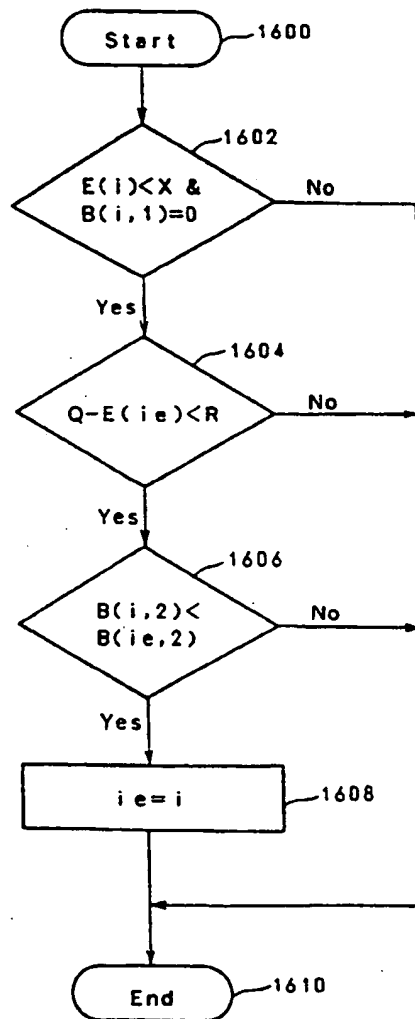 Start
1600
1602
E(i)<X &
B(i,1)=0
No
Yes
1604
Q-E(ie)<R
No
Yes
1606
B(i,2)<
B(ie,2)
No
Yes
ie=i
1608
End
1610